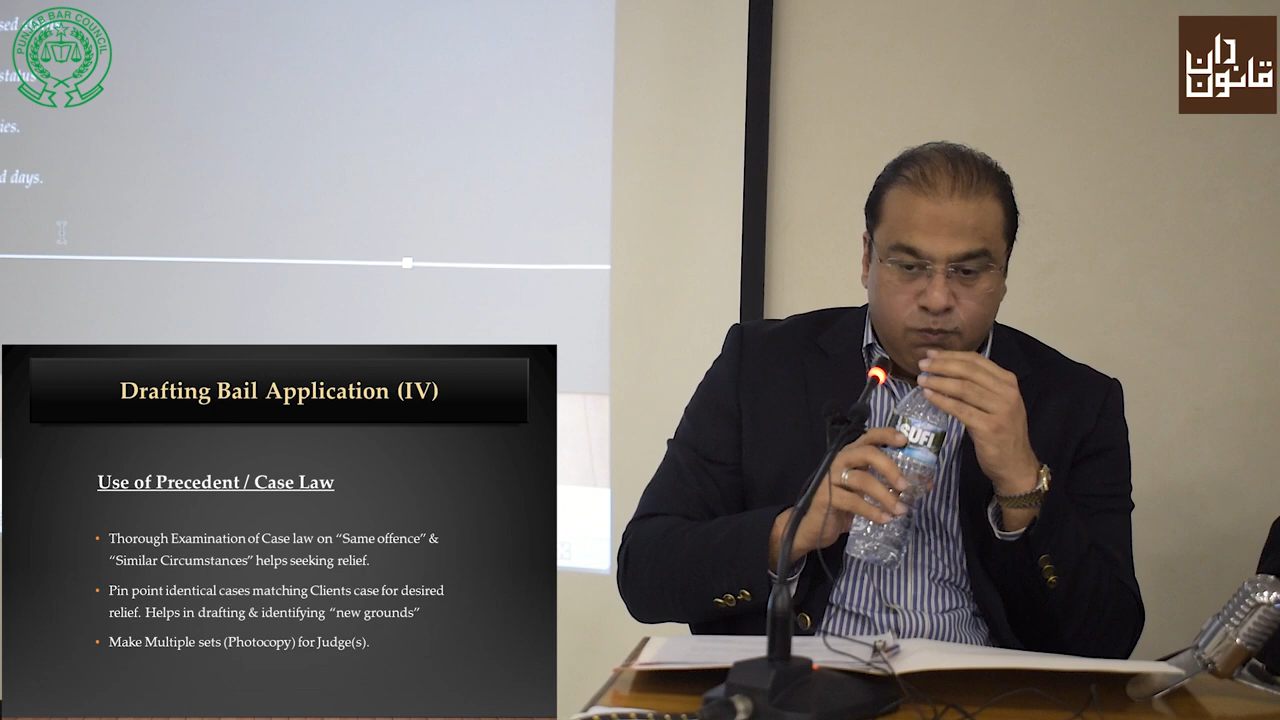 PUNJAB BAR COUNCIL
قانون دان
status
ies.
d days.
Drafting Bail Application (IV)
Use of Precedent / Case Law
• Thorough Examination of Case law on “Same offence” &
“Similar Circumstances” helps seeking relief.
• Pin point identical cases matching Clients case for desired
relief. Helps in drafting & identifying “new grounds”
• Make Multiple sets (Photocopy) for Judge(s).
SUFI